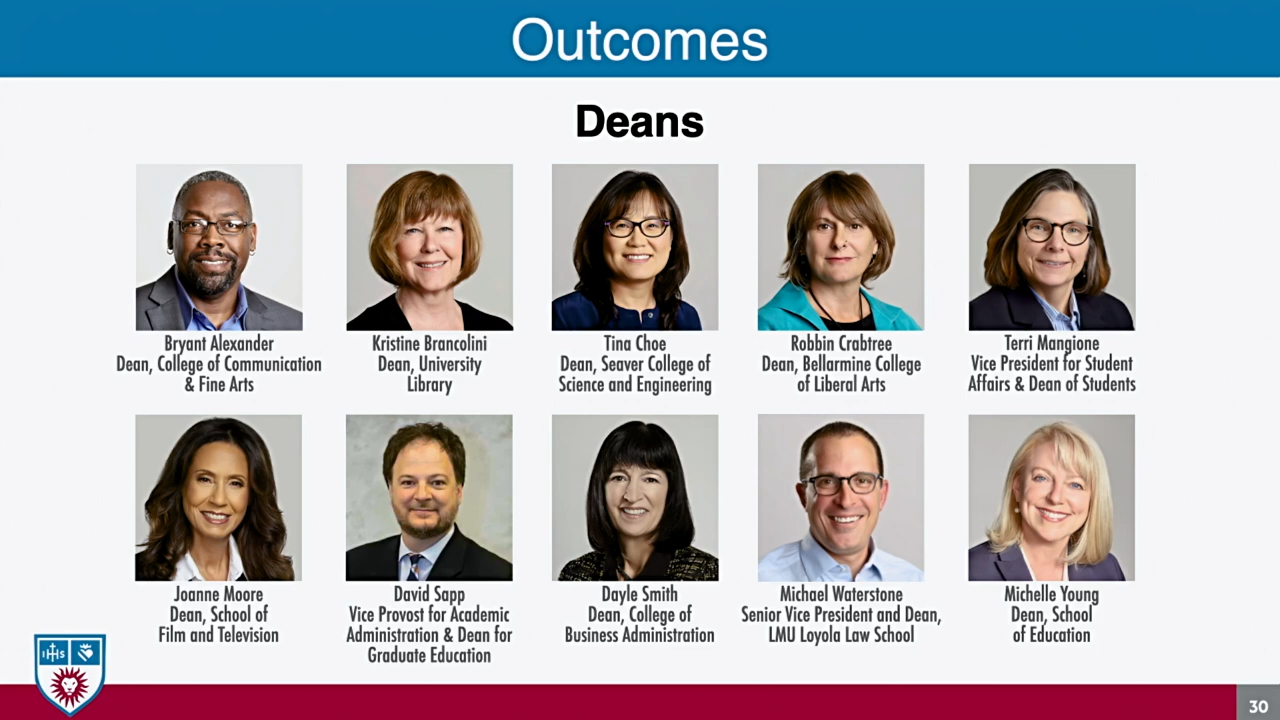 Outcomes
Deans
Bryant Alexander
Dean, College of Communication
& Fine Arts
Kristine Brancolini
Dean, University
Library
Tina Choe
Dean, Seaver College of
Science and Engineering
Robbin Crabtree
Dean, Bellarmine College
of Liberal Arts
Terri Mangione
Vice President for Student
Affairs & Dean of Students
Joanne Moore
Dean, School of
Film and Television
David Sapp
Vice Provost for Academic
Administration & Dean for
Graduate Education
Dayle Smith
Dean, College of
Business Administration
Michael Waterstone
Senior Vice President and Dean,
LMU Loyola Law School
Michelle Young
Dean, School
of Education
IHS
30